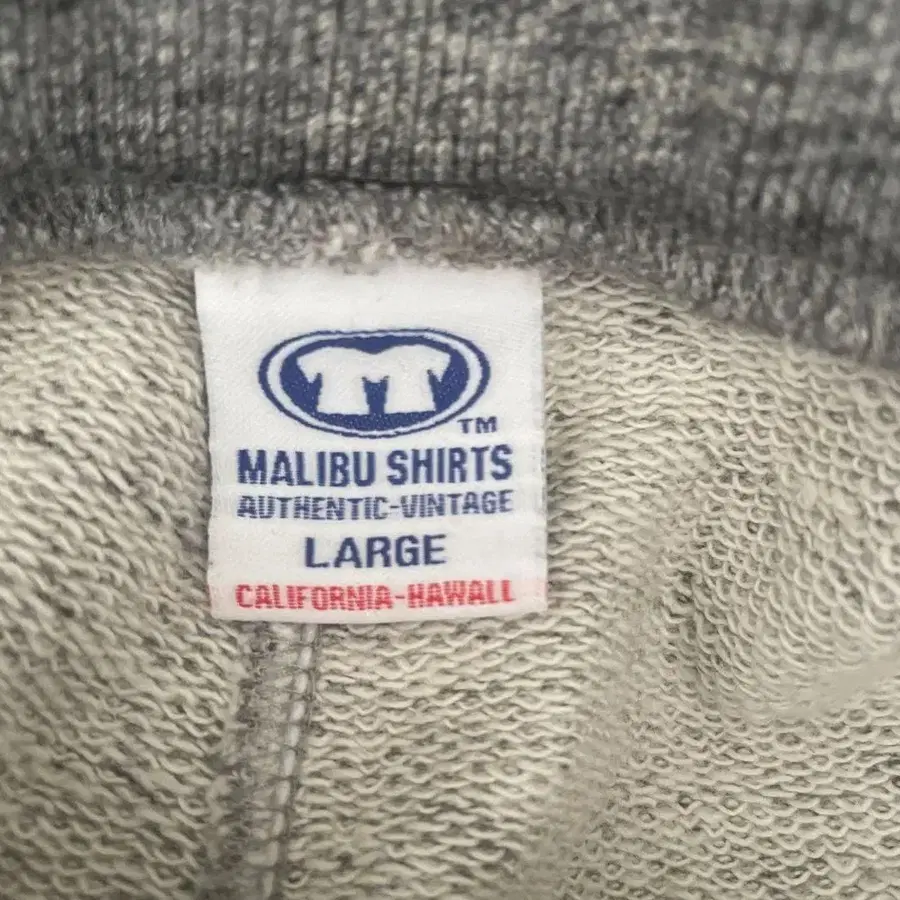 TM
MALIBU SHIRTS
AUTHENTIC-VINTAGE
LARGE
CALIFORNIA-HAWALL